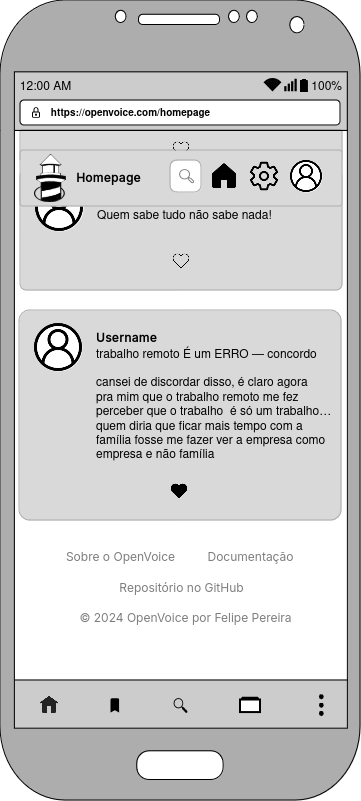 12:00 AM
100%
https://openvoice.com/homepage
Homepage
Quem sabe tudo não sabe nada!
Username
trabalho remoto É um ERRO — concordo
cansei de discordar disso, é claro agora
pra mim que o trabalho remoto me fez
perceber que o trabalho é só um trabalho...
quem diria que ficar mais tempo com a
família fosse me fazer ver a empresa como
empresa e não família
Sobre o OpenVoice
Documentação
Repositório no GitHub
© 2024 OpenVoice por Felipe Pereira